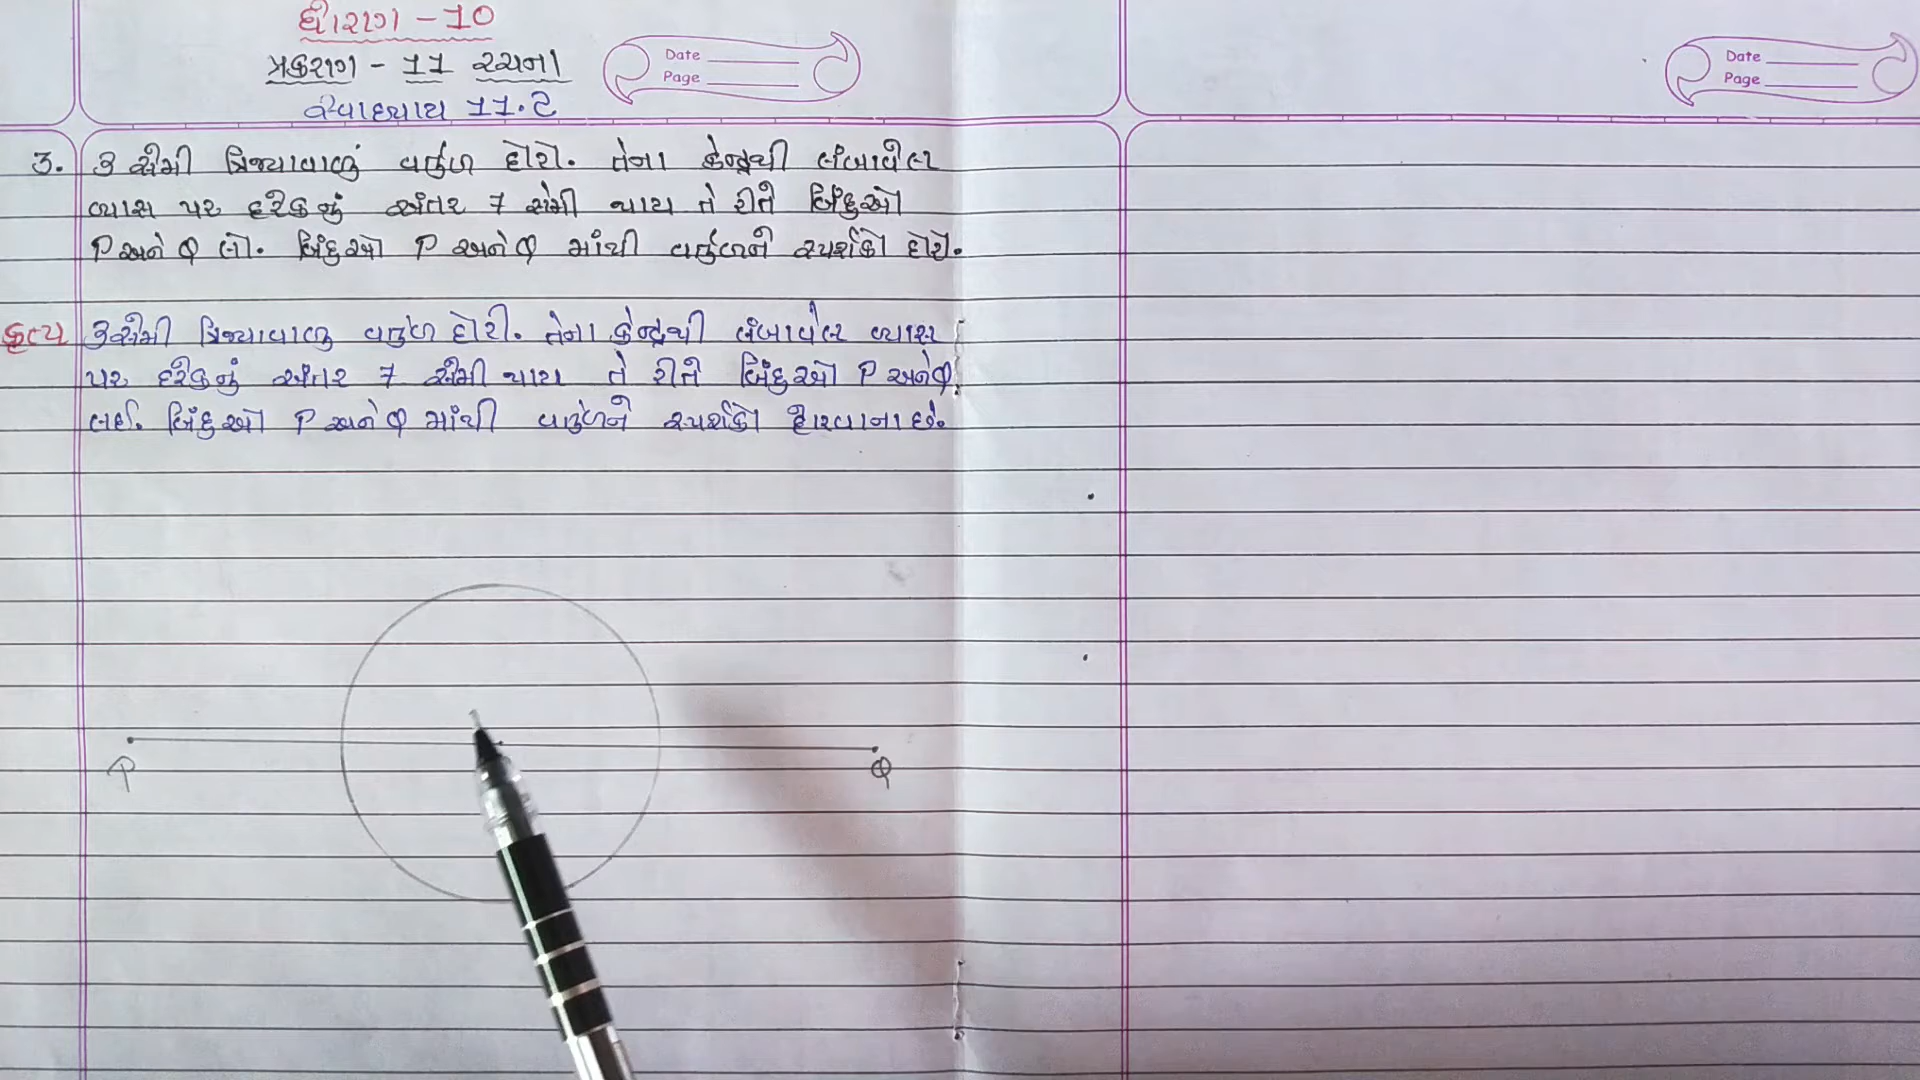 ધોરણ - 10
પ્રકરણ - 11 રચના
સ્વાધ્યાય 11.2
Date
Page
Date
Page
3. 3 સેમી ત્રિજ્યાવાળું વર્તુળ દોરો. તેના કેન્દ્રથી લંબાવેલ
વ્યાસ પર દરેકનું અંતર 7 સેમી થાય તે રીતે બિંદુઓ
P અને Q લો. બિંદુઓ P અને Q માંથી વર્તુળને સ્પર્શકો દોરો.
કૃત્ય 3 સેમી ત્રિજ્યાવાળુ વર્તુળ દોરી. તેના કેન્દ્રથી લંબાવેલ વ્યાસ
પર દરેકનું અંતર 7 સેમી થાય તે રીતે બિંદુઓ P અને Q
લઈ. બિંદુઓ P અને Q માંથી વર્તુળને સ્પર્શકો દોરવાના છે.
P
Q